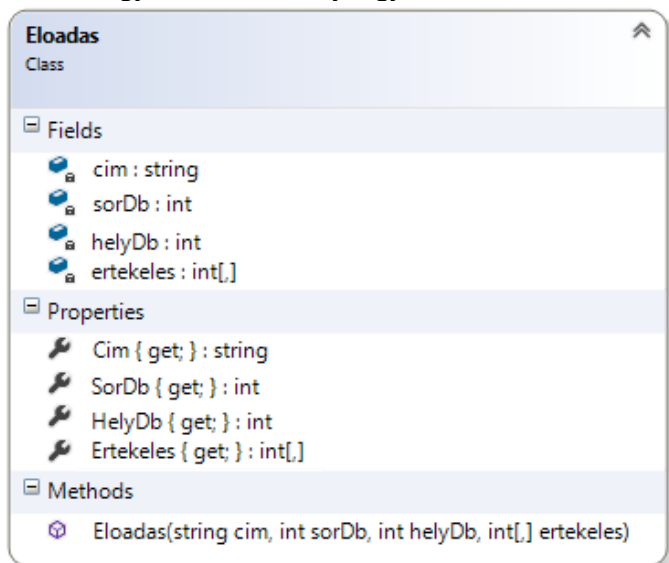 Eloadas
Class
Fields
cim : string
sorDb : int
helyDb : int
ertekeles : int[,]
Properties
Cim { get; } : string
SorDb { get; } : int
HelyDb { get; } : int
Ertekeles { get; } : int[,]
Methods
Eloadas(string cim, int sorDb, int helyDb, int[,] ertekeles)